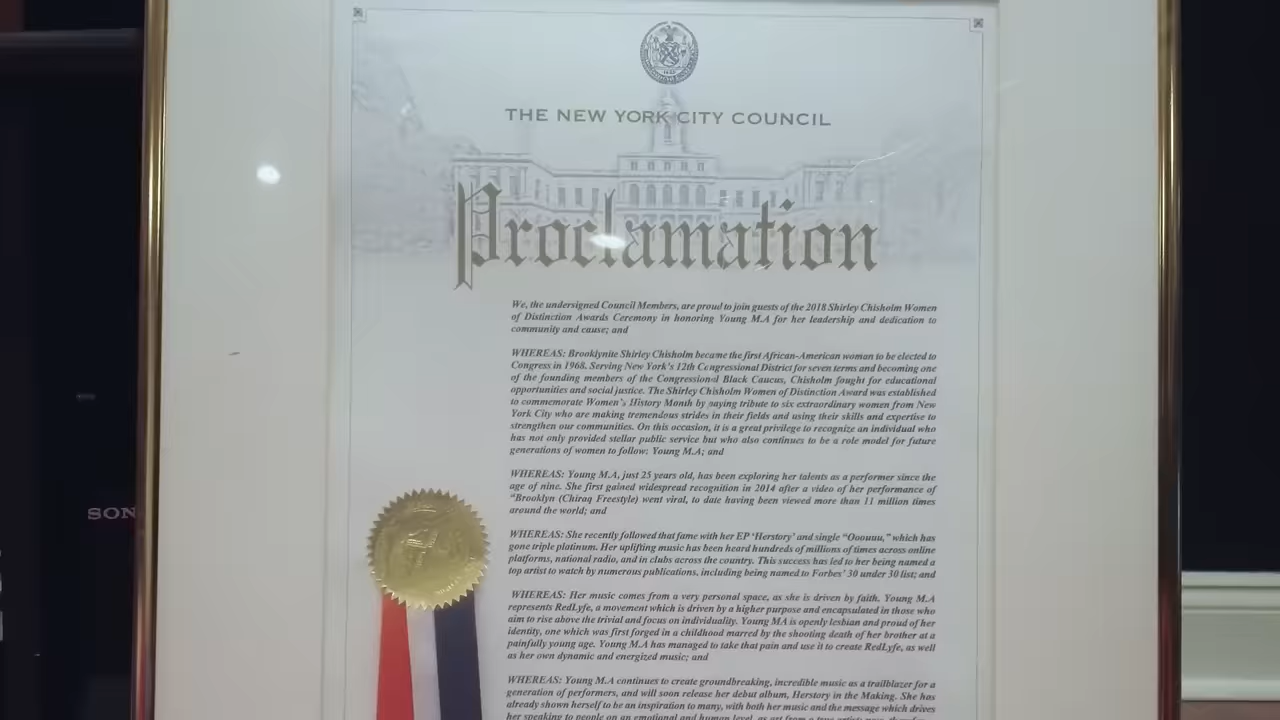 THE NEW YORK CITY COUNCIL
Proclamation
We, the undersigned Council Members, are proud to join guests of the 2018 Shirley Chisholm Women
of Distinction Awards Ceremony in honoring Young M.A for her leadership and dedication to
community and cause; and
WHEREAS: Brooklynite Shirley Chisholm became the first African-American woman to be elected to
Congress in 1968. Serving New York's 12th Congressional District for seven terms and becoming one
of the founding members of the Congressional Black Caucus, Chisholm fought for educational
opportunities and social justice. The Shirley Chisholm Women of Distinction Award was established
to commemorate Women's History Month by paying tribute to six extraordinary women from New
York City who are making tremendous strides in their fields and using their skills and expertise to
strengthen our communities. On this occasion, it is a great privilege to recognize an individual who
has not only provided stellar public service but who also continues to be a role model for future
generations of women to follow: Young M.A; and
WHEREAS: Young M.A, just 25 years old, has been exploring her talents as a performer since the
age of nine. She first gained widespread recognition in 2014 after a video of her performance of
"Brooklyn (Chiraq Freestyle) went viral, to date having been viewed more than 11 million times
around the world; and
WHEREAS: She recently followed that fame with her EP 'Herstory' and single "Ooouuu," which has
gone triple platinum. Her uplifting music has been heard hundreds of millions of times across online
platforms, national radio, and in clubs across the country. This success has led to her being named a
top artist to watch by numerous publications, including being named to Forbes' 30 under 30 list; and
WHEREAS: Her music comes from a very personal space, as she is driven by faith. Young M.A
represents RedLyfe, a movement which is driven by a higher purpose and encapsulated in those who
aim to rise above the trivial and focus on individuality. Young MA is openly lesbian and proud of her
identity, one which was first forged in a childhood marred by the shooting death of her brother at a
painfully young age. Young M.A has managed to take that pain and use it to create RedLyfe, as well
as her own dynamic and energized music; and
SON
WHEREAS: Young M.A continues to create groundbreaking, incredible music as a trailblazer for a
generation of performers, and will soon release her debut album, Herstory in the Making. She has
already shown herself to be an inspiration to many, with both her music and the message which drives
her speaking to people on an emotional and human level, as art from a true artist